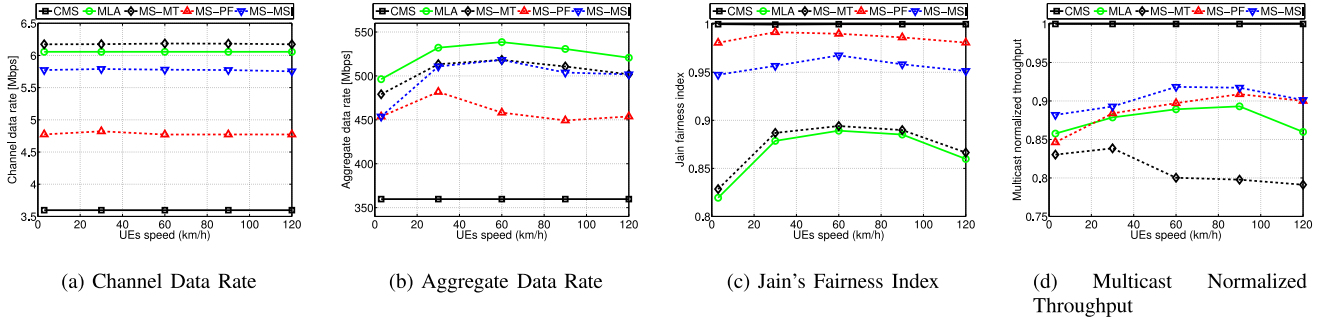 CMS MLA MS-MT MS-PF MS-MSI
6.5
6
5.5
5
4.5
4
3.5
0 20 40 60 80 100 120
Channel data rate [Mbps]
UEs speed (km/h)
(a) Channel Data Rate
CMS MLA MS-MT MS-PF MS-MSI
550
500
450
400
350
0 20 40 60 80 100 120
Aggregate data rate [Mbps]
UEs speed (km/h)
(b) Aggregate Data Rate
CMS MLA MS-MT MS-PF MS-MSI
1
0.95
0.9
0.85
0.8
0 20 40 60 80 100 120
Jain fairness index
UEs speed (km/h)
(c) Jain's Fairness Index
CMS MLA MS-MT MS-PF MS-MSI
1
0.95
0.9
0.85
0.8
0.75
0 20 40 60 80 100 120
Multicast normalized throughput
UEs speed (km/h)
(d) Multicast Normalized
Throughput